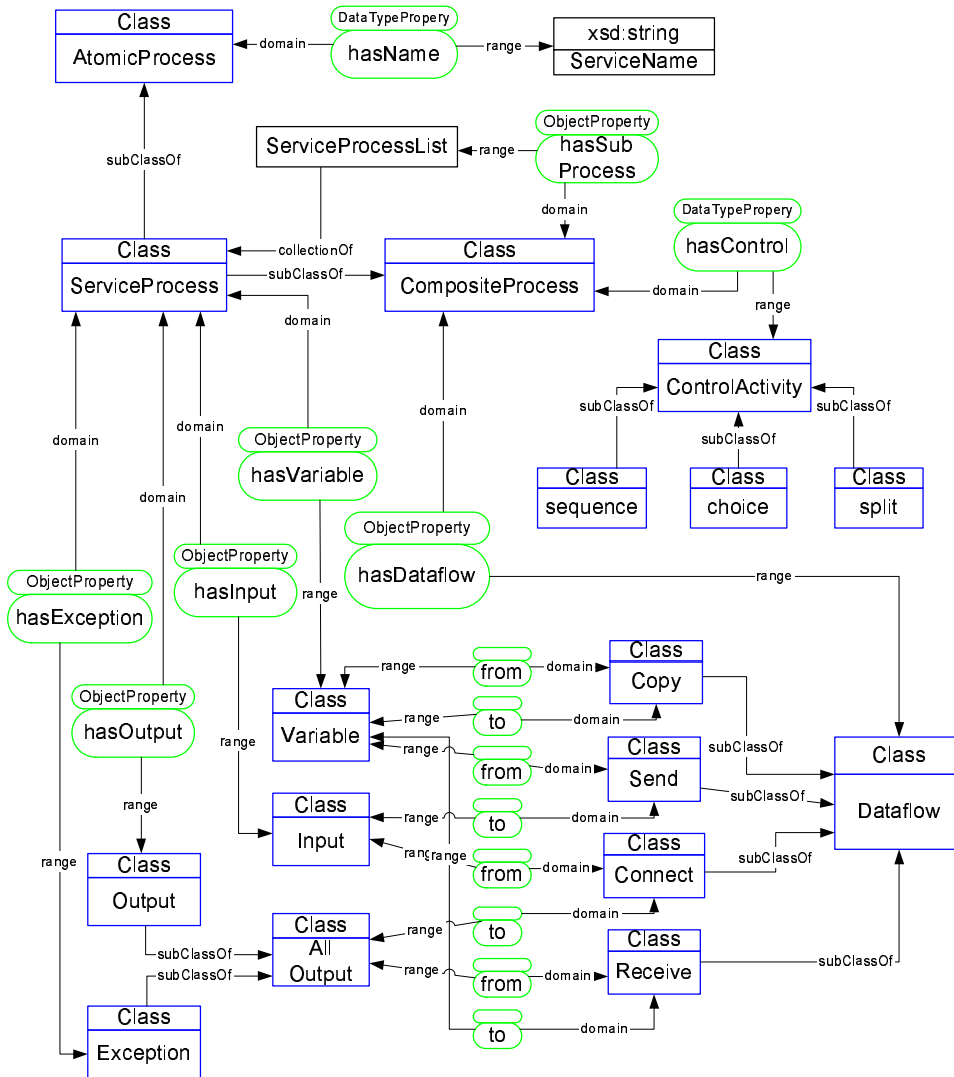 Class
AtomicProcess
domain
DataTypeProperty
hasName
range
xsd:string
ServiceName
subClassOf
ServiceProcessList
range
ObjectProperty
hasSub
Process
domain
DataTypePropety
hasControl
Class
ServiceProcess
collectionOf
subClassOf
Class
CompositeProcess
domain
range
domain
Class
ControlActivity
domain
domain
domain
subClassOf
subClassOf
subClassOf
ObjectProperty
hasVariable
Class
sequence
Class
choice
Class
split
domain
ObjectProperty
hasDataflow
range
ObjectProperty
hasException
ObjectProperty
hasInput
range
ObjectProperty
hasOutput
range
from
domain
Class
Copy
Class
Variable
range
to
domain
range
subClassOf
range
from
domain
Class
Send
subClassOf
Class
Dataflow
range
Class
Input
range
to
domain
range
range
range
from
domain
Class
Connect
subClassOf
Class
Output
Class
All
Output
range
to
domain
subClassOf
subClassOf
range
from
domain
Class
Receive
subClassOf
Class
Exception
to
domain